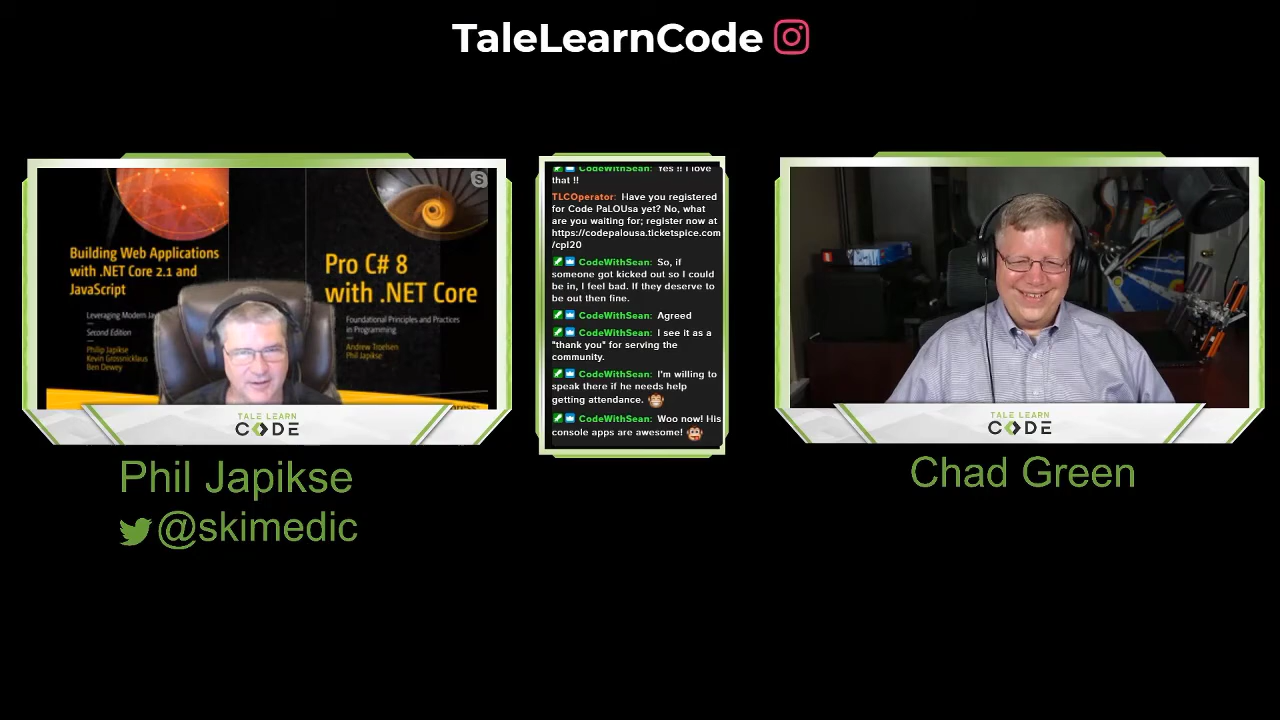 TaleLearnCode
Building Web Applications
with .NET Core 2.1 and
JavaScript
Leveraging Modern
Second Edition
Philip Japikse
Kevin Grossnicklaus
Ben Dewey
Pro C# 8
with .NET Core
Foundational Principles and Practices
in Programming
Andrew Troelsen
Phil Japikse
S
TALE LEARN
CODE
CodeWithSean: Yes !! I love
that !!
TLCOperator: Have you registered
for Code PaLOUsa yet? No, what
are you waiting for; register now at
https://codepalousa.ticketspice.com
/cpl20
CodeWithSean: So, if
someone got kicked out so I could
be in, I feel bad. If they deserve to
be out then fine.
CodeWithSean: Agreed
CodeWithSean: I see it as a
"thank you" for serving the
community.
CodeWithSean: I'm willing to
speak there if he needs help
getting attendance.
CodeWithSean: Woo now! His
console apps are awesome!
TALE LEARN
CODE
Phil Japikse
@skimedic
Chad Green